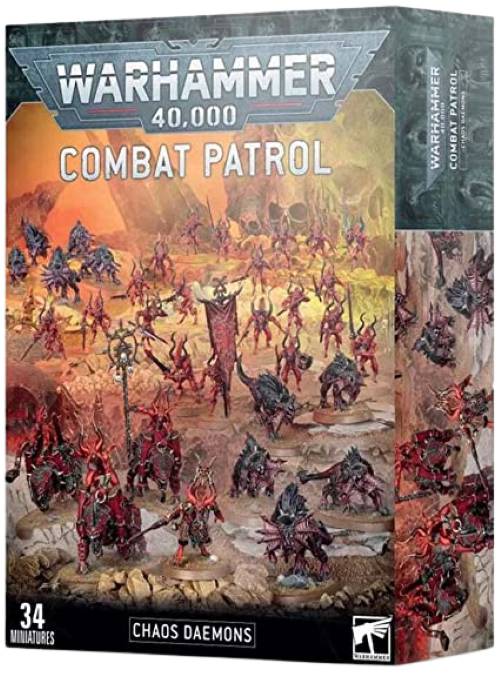 WARHAMMER
40,000
COMBAT PATROL
34
MINIATURES
CHAOS DAEMONS
WARHAMMER
WARHAMMER
40,000
COMBAT PATROL
CHAOS DAEMONS